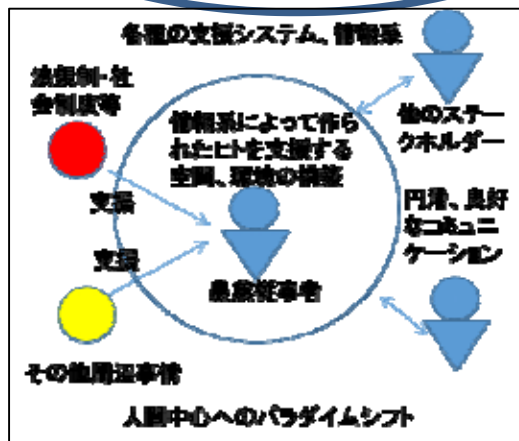 各種の支援システム、情報系
法規制・社
会制度等
情報系によって作ら
れたヒトを支援する
空間、環境の構築
他のステー
クホルダー
支援
円滑、良好
なコミュニ
ケーション
支援
農旅従事者
その他周辺事情
人間中心へのパラダイムシフト